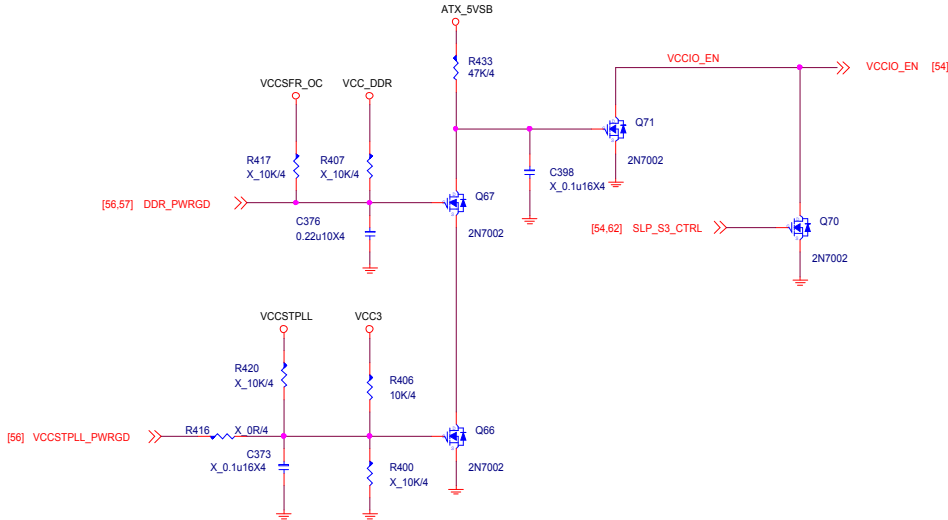 ATX_5VSB
R433
47K/4
VCCIO_EN
VCCIO_EN [54]
VCCSFR_OC
VCC_DDR
Q71
2N7002
R417
X_10K/4
R407
X_10K/4
C398
X_0.1u16X4
[56,57] DDR_PWRGD
Q67
2N7002
C376
0.22u10X4
[54,62] SLP_S3_CTRL
Q70
2N7002
VCCSTPLL
VCC3
R420
X_10K/4
R406
10K/4
[56] VCCSTPLL_PWRGD
R416
X_0R/4
Q66
2N7002
C373
X_0.1u16X4
R400
X_10K/4